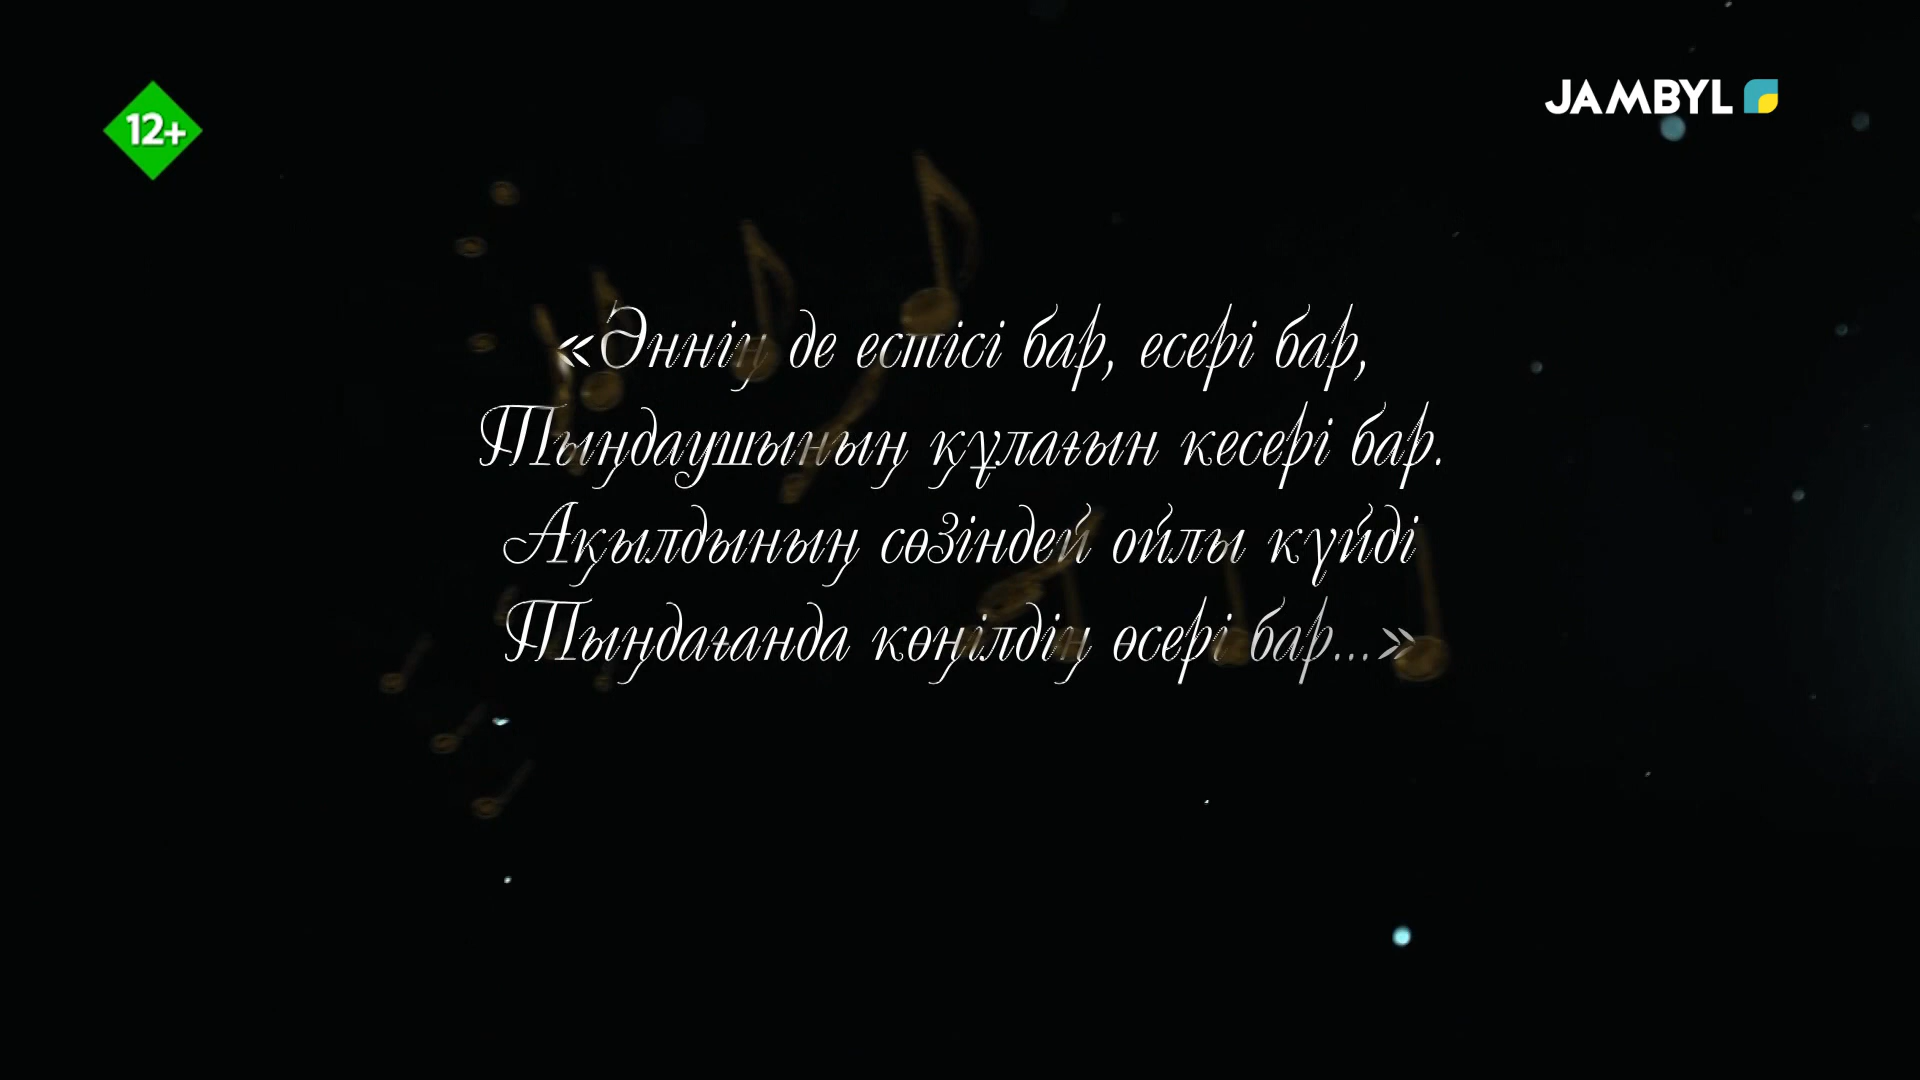 12+
JAMBYL
«Әннің де естісі бар, есері бар,
Тыңдаушының құлағын кесері бар.
Ақылдының сөзіндей ойлы күйді
Тыңдағанда көңілдің өсері бар...»